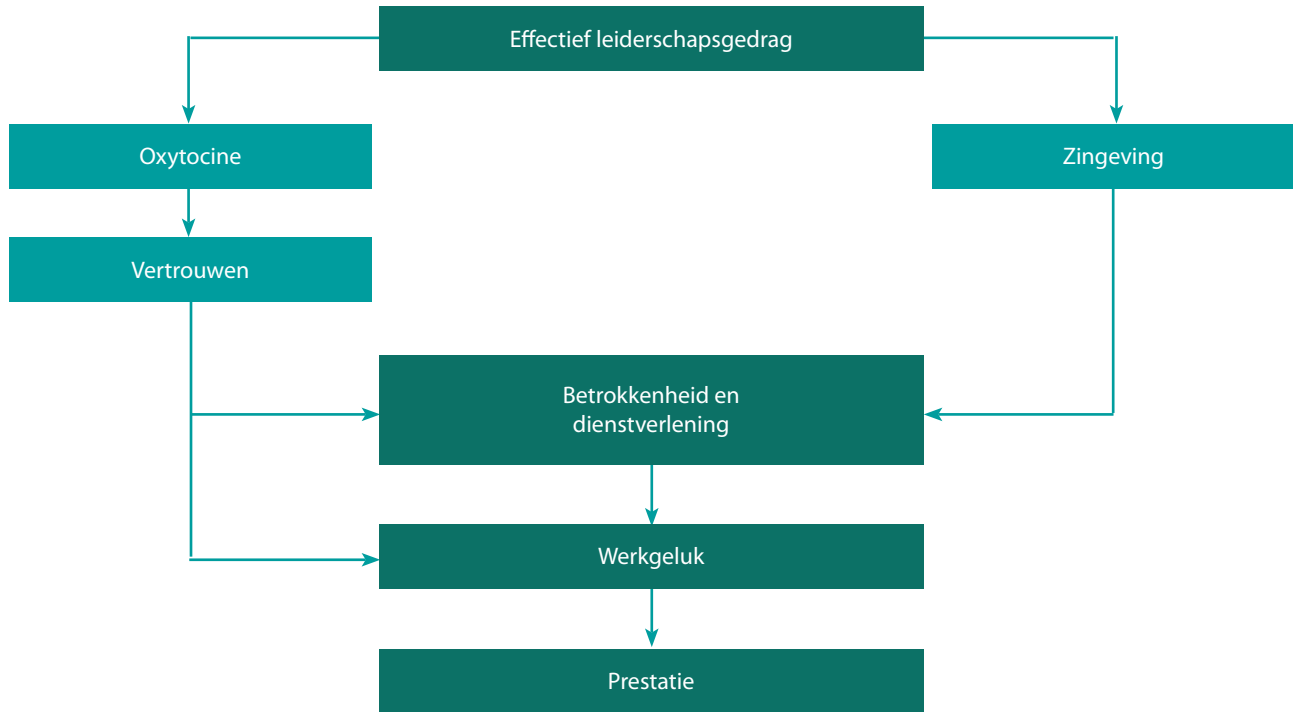 Effectief leiderschapsgedrag
Oxytocine
Zingeving
Vertrouwen
Betrokkenheid en
dienstverlening
Werkgeluk
Prestatie